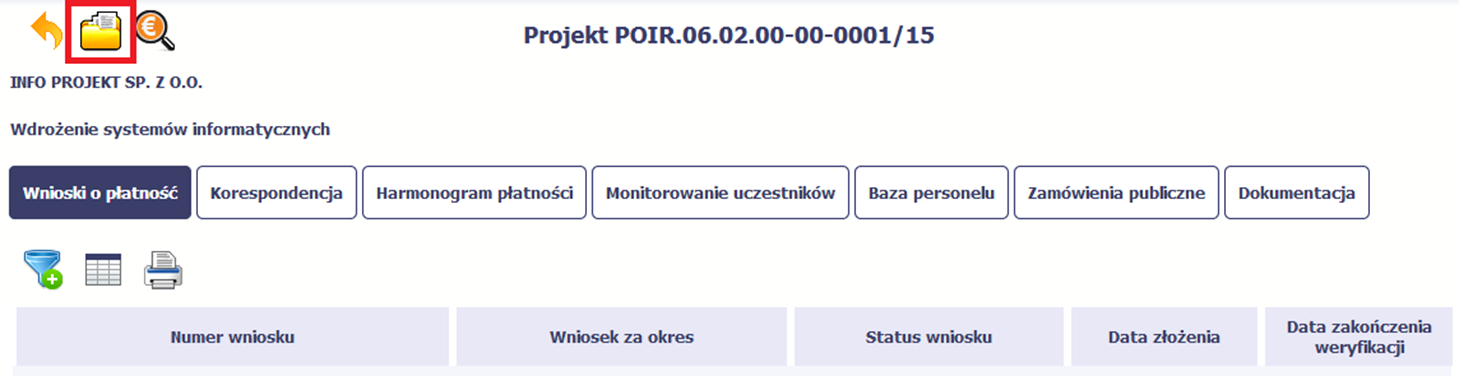 Projekt POIR.06.02.00-00-0001/15
INFO PROJEKT SP. Z O.O.
Wdrożenie systemów informatycznych
Wnioski o płatność Korespondencja Harmonogram płatności Monitorowanie uczestników Baza personelu Zamówienia publiczne Dokumentacja
Numer wniosku Wniosek za okres Status wniosku Data złożenia Data zakończenia
weryfikacji